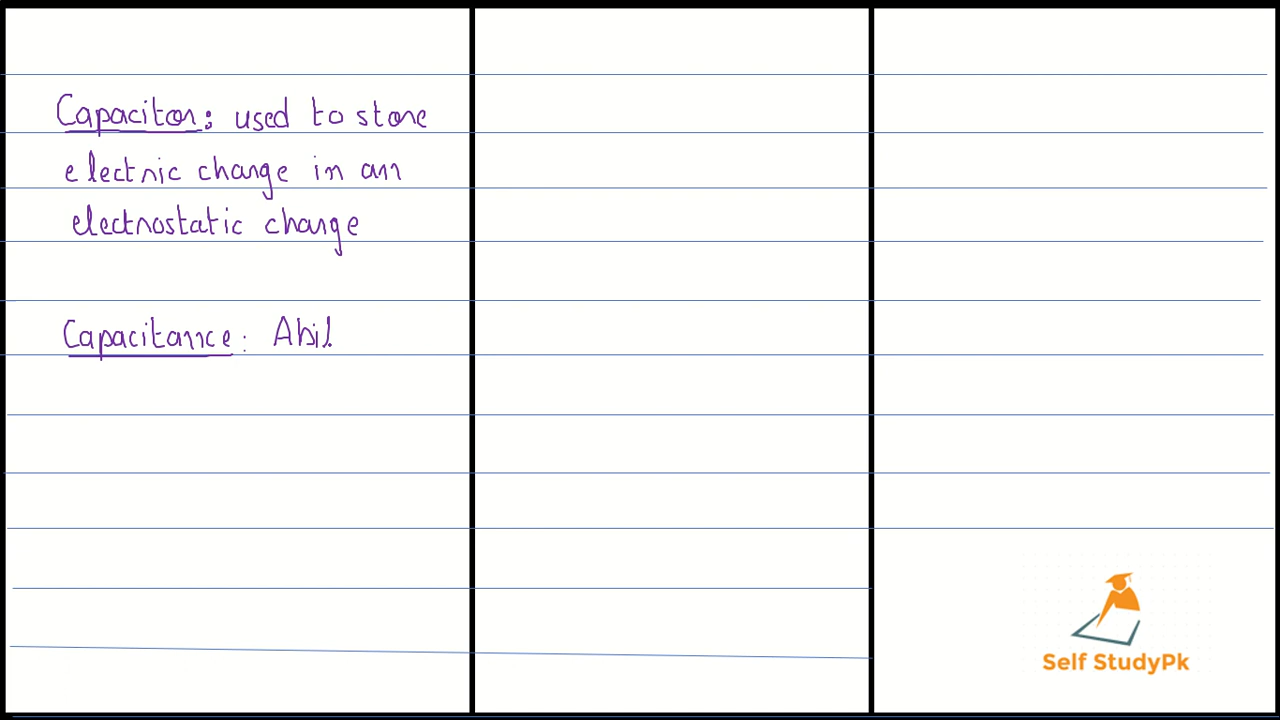 Capacitor: used to store
electric charge in an
electrostatic charge
Capacitance: Abil
Self StudyPk